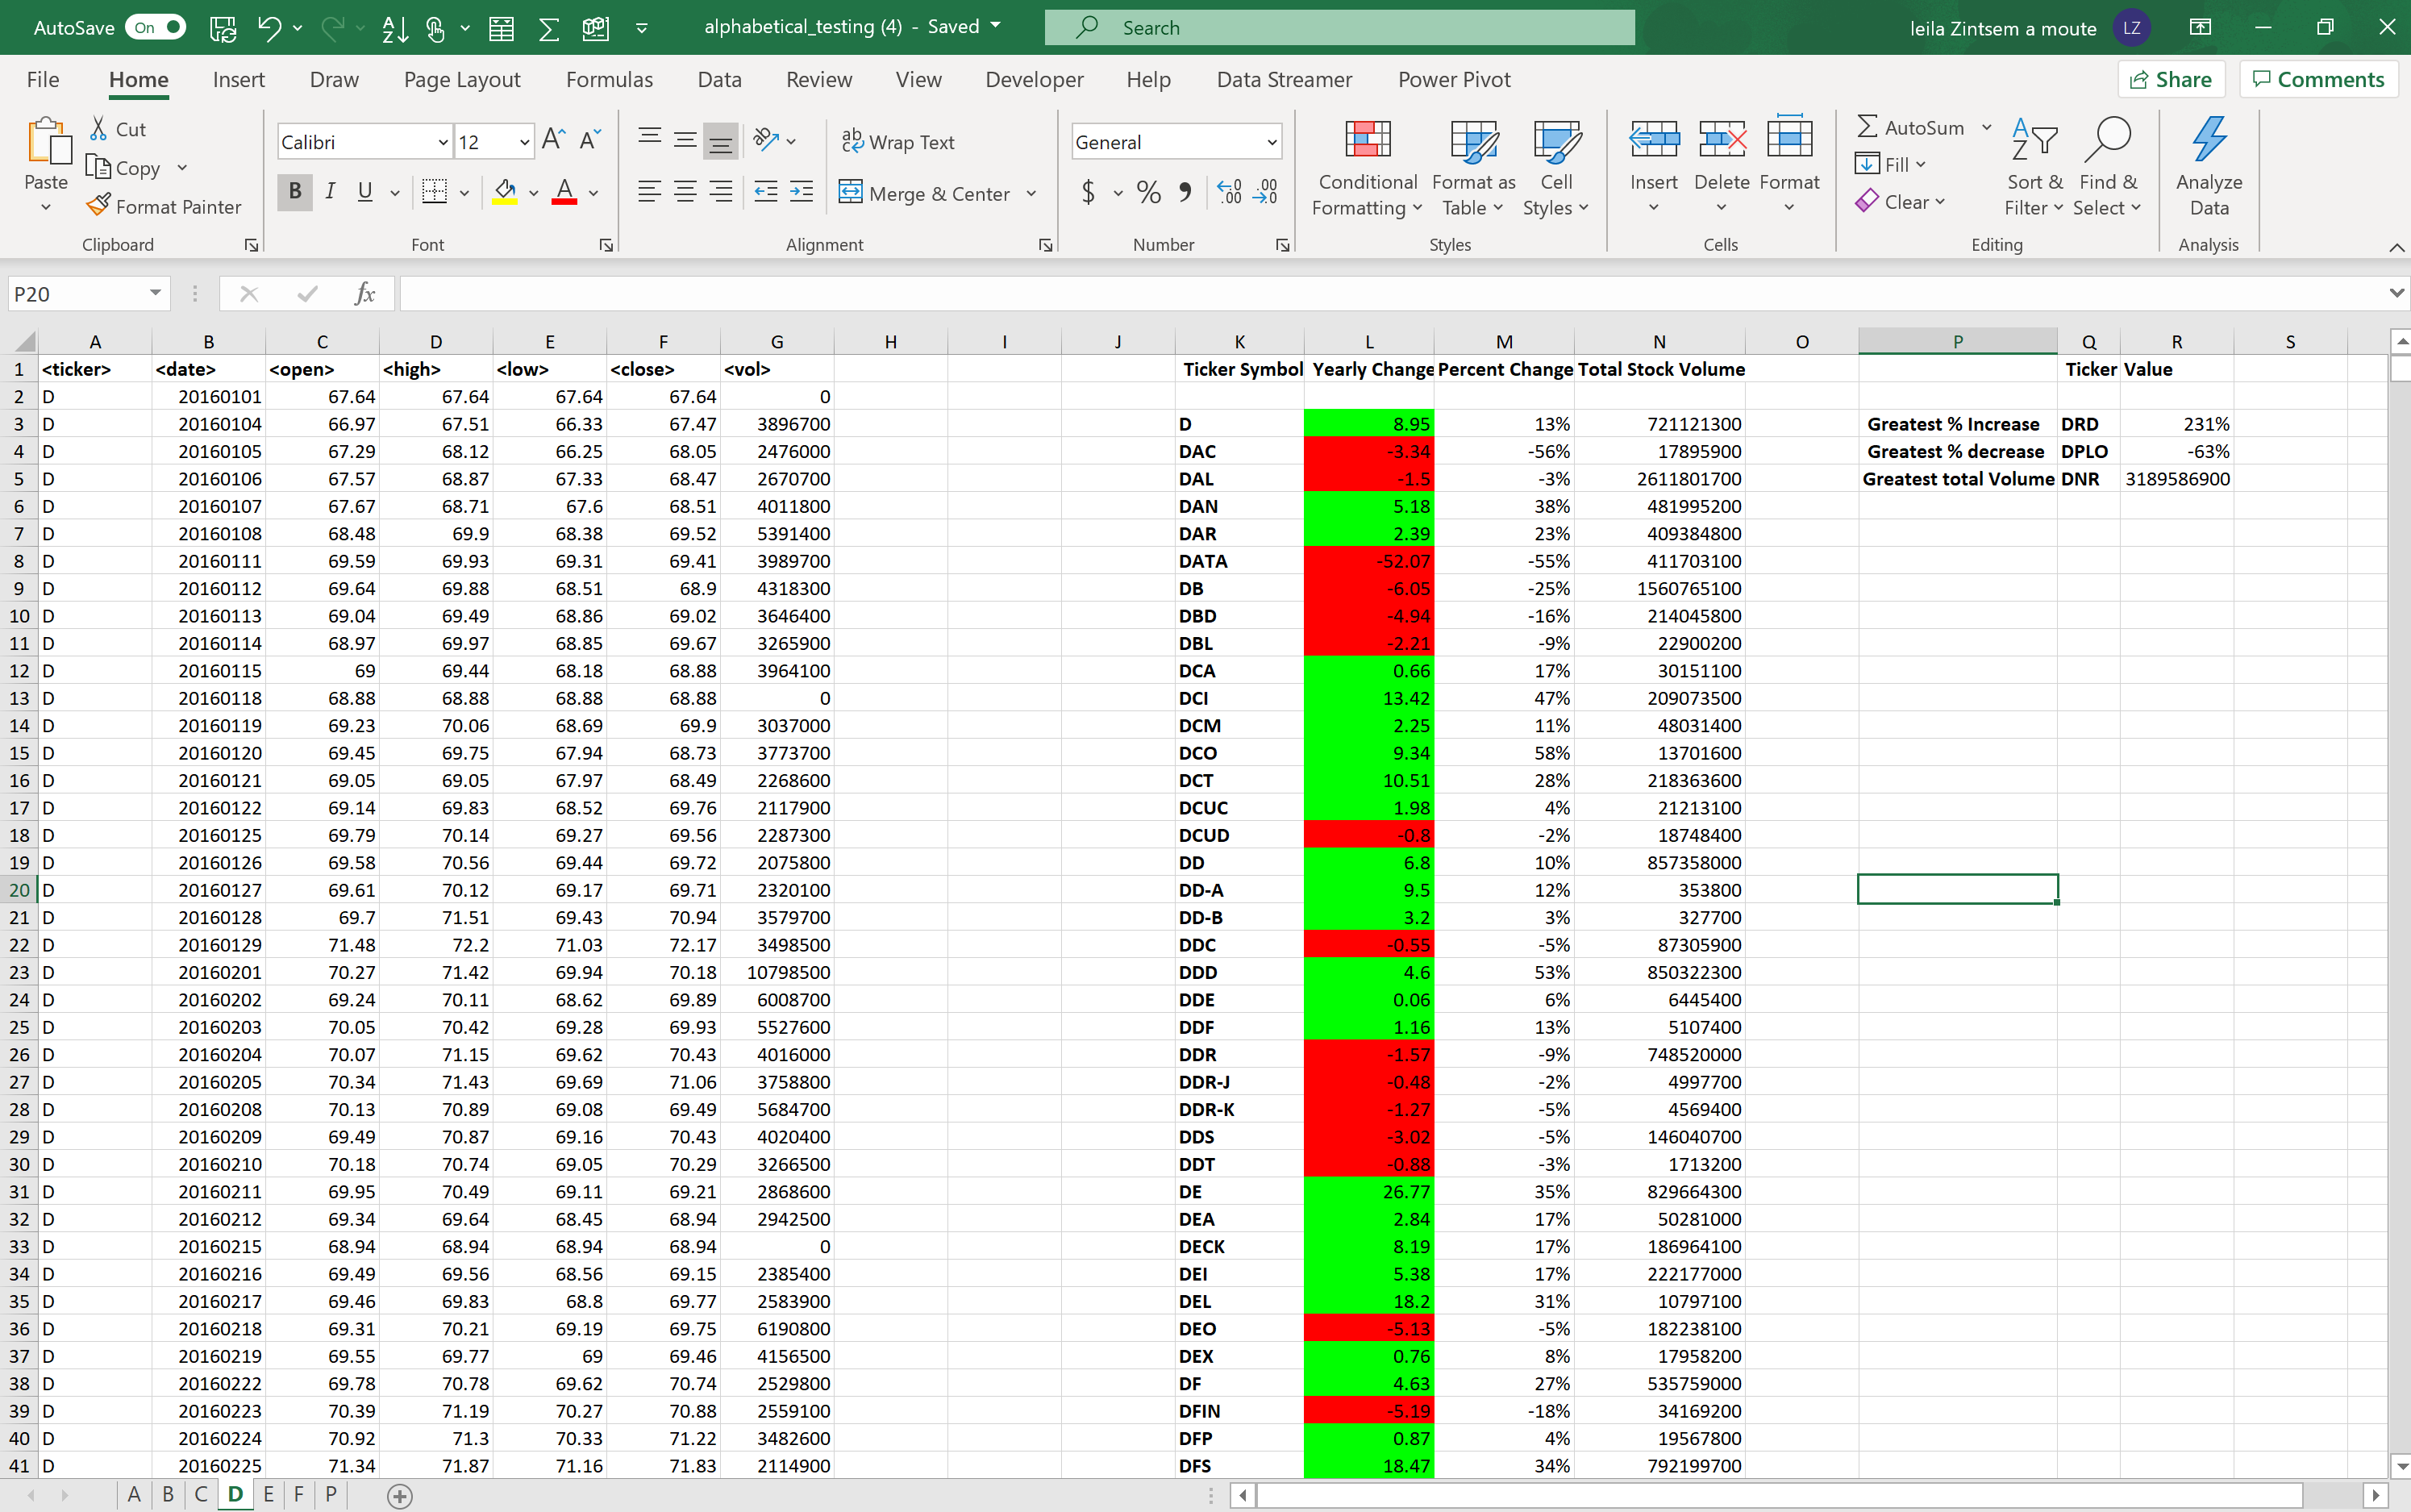 AutoSave On alphabetical_testing (4) - Saved Search leila Zintsem a moute LZ
File Home Insert Draw Page Layout Formulas Data Review View Developer Help Data Streamer Power Pivot Share Comments
Paste Cut Copy Format Painter Clipboard
Calibri 12 A^ A˅ B I U A Font
ab Wrap Text Merge & Center Alignment
General $ % , Number
Conditional Formatting Format as Table Cell Styles Styles
Insert Delete Format Cells
AutoSum Fill Clear Sort & Filter Find & Select Editing
Analyze Data Analysis
P20 fx
A B C D E F G H I J K L M N O P Q R S
1 <ticker> <date> <open> <high> <low> <close> <vol> Ticker Symbol Yearly Change Percent Change Total Stock Volume Ticker Value
2 D 20160101 67.64 67.64 67.64 67.64 0
3 D 20160104 66.97 67.51 66.33 67.47 3896700 D 8.95 13% 721121300 Greatest % Increase DRD 231%
4 D 20160105 67.29 68.12 66.25 68.05 2476000 DAC -3.34 -56% 17895900 Greatest % decrease DPLO -63%
5 D 20160106 67.57 68.87 67.33 68.47 2670700 DAL -1.5 -3% 2611801700 Greatest total Volume DNR 3189586900
6 D 20160107 67.67 68.71 67.6 68.51 4011800 DAN 5.18 38% 481995200
7 D 20160108 68.48 69.9 68.38 69.52 5391400 DAR 2.39 23% 409384800
8 D 20160111 69.59 69.93 69.31 69.41 3989700 DATA -52.07 -55% 411703100
9 D 20160112 69.64 69.88 68.51 68.9 4318300 DB -6.05 -25% 1560765100
10 D 20160113 69.04 69.49 68.86 69.02 3646400 DBD -4.94 -16% 214045800
11 D 20160114 68.97 69.97 68.85 69.67 3265900 DBL -2.21 -9% 22900200
12 D 20160115 69 69.44 68.18 68.88 3964100 DCA 0.66 17% 30151100
13 D 20160118 68.88 68.88 68.88 68.88 0 DCI 13.42 47% 209073500
14 D 20160119 69.23 70.06 68.69 69.9 3037000 DCM 2.25 11% 48031400
15 D 20160120 69.45 69.75 67.94 68.73 3773700 DCO 9.34 58% 13701600
16 D 20160121 69.05 69.05 67.97 68.49 2268600 DCT 10.51 28% 218363600
17 D 20160122 69.14 69.83 68.52 69.76 2117900 DCUC 1.98 4% 21213100
18 D 20160125 69.79 70.14 69.27 69.56 2287300 DCUD -0.8 -2% 18748400
19 D 20160126 69.58 70.56 69.44 69.72 2075800 DD 6.8 10% 857358000
20 D 20160127 69.61 70.12 69.17 69.71 2320100 DD-A 9.5 12% 353800
21 D 20160128 69.7 71.51 69.43 70.94 3579700 DD-B 3.2 3% 327700
22 D 20160129 71.48 72.2 71.03 72.17 3498500 DDC -0.55 -5% 87305900
23 D 20160201 70.27 71.42 69.94 70.18 10798500 DDD 4.6 53% 850322300
24 D 20160202 69.24 70.11 68.62 69.89 6008700 DDE 0.06 6% 6445400
25 D 20160203 70.05 70.42 69.28 69.93 5527600 DDF 1.16 13% 5107400
26 D 20160204 70.07 71.15 69.62 70.43 4016000 DDR -1.57 -9% 748520000
27 D 20160205 70.34 71.43 69.69 71.06 3758800 DDR-J -0.48 -2% 4997700
28 D 20160208 70.13 70.89 69.08 69.49 5684700 DDR-K -1.27 -5% 4569400
29 D 20160209 69.49 70.87 69.16 70.43 4020400 DDS -3.02 -5% 146040700
30 D 20160210 70.18 70.74 69.05 70.29 3266500 DDT -0.88 -3% 1713200
31 D 20160211 69.95 70.49 69.11 69.21 2868600 DE 26.77 35% 829664300
32 D 20160212 69.34 69.64 68.45 68.94 2942500 DEA 2.84 17% 50281000
33 D 20160215 68.94 68.94 68.94 68.94 0 DECK 8.19 17% 186964100
34 D 20160216 69.49 69.56 68.56 69.15 2385400 DEI 5.38 17% 222177000
35 D 20160217 69.46 69.83 68.8 69.77 2583900 DEL 18.2 31% 10797100
36 D 20160218 69.31 70.21 69.19 69.75 6190800 DEO -5.13 -5% 182238100
37 D 20160219 69.55 69.77 69 69.46 4156500 DEX 0.76 8% 17958200
38 D 20160222 69.78 70.78 69.62 70.74 2529800 DF 4.63 27% 535759000
39 D 20160223 70.39 71.19 70.27 70.88 2559100 DFIN -5.19 -18% 34169200
40 D 20160224 70.92 71.3 70.33 71.22 3482600 DFP 0.87 4% 19567800
41 D 20160225 71.34 71.87 71.16 71.83 2114900 DFS 18.47 34% 792199700
A B C D E F P